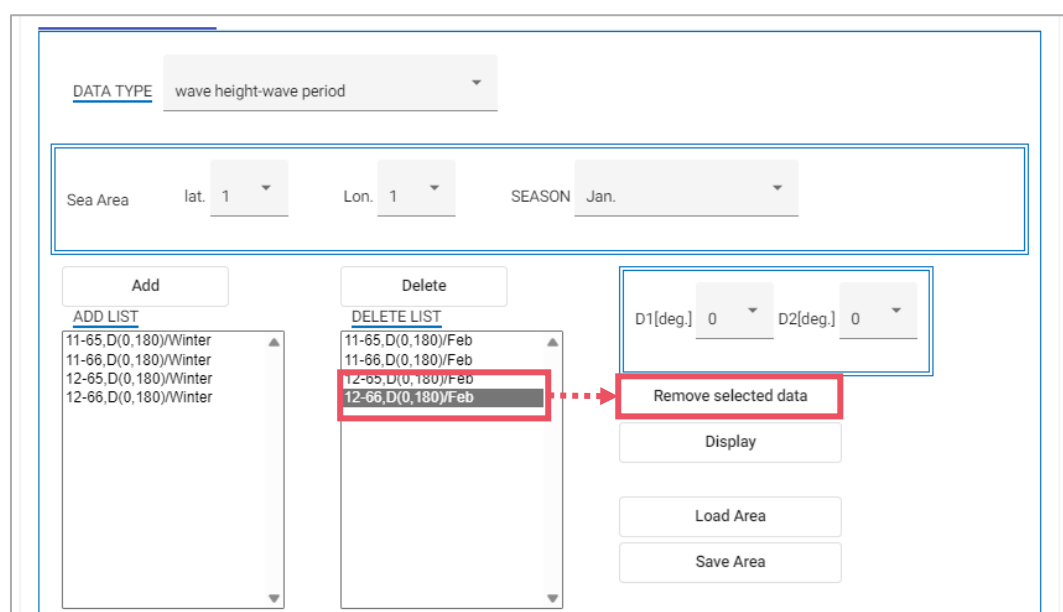 DATA TYPE wave height-wave period
Sea Area lat. 1 Lon. 1 SEASON Jan.
Add
ADD LIST
11-65,D(0,180)/Winter
11-66,D(0,180)/Winter
12-65,D(0,180)/Winter
12-66,D(0,180)/Winter
Delete
DELETE LIST
11-65,D(0,180)/Feb
11-66,D(0,180)/Feb
12-65,D(0,180)/Feb
12-66,D(0,180)/Feb
D1[deg.] 0 D2[deg.] 0
Remove selected data
Display
Load Area
Save Area